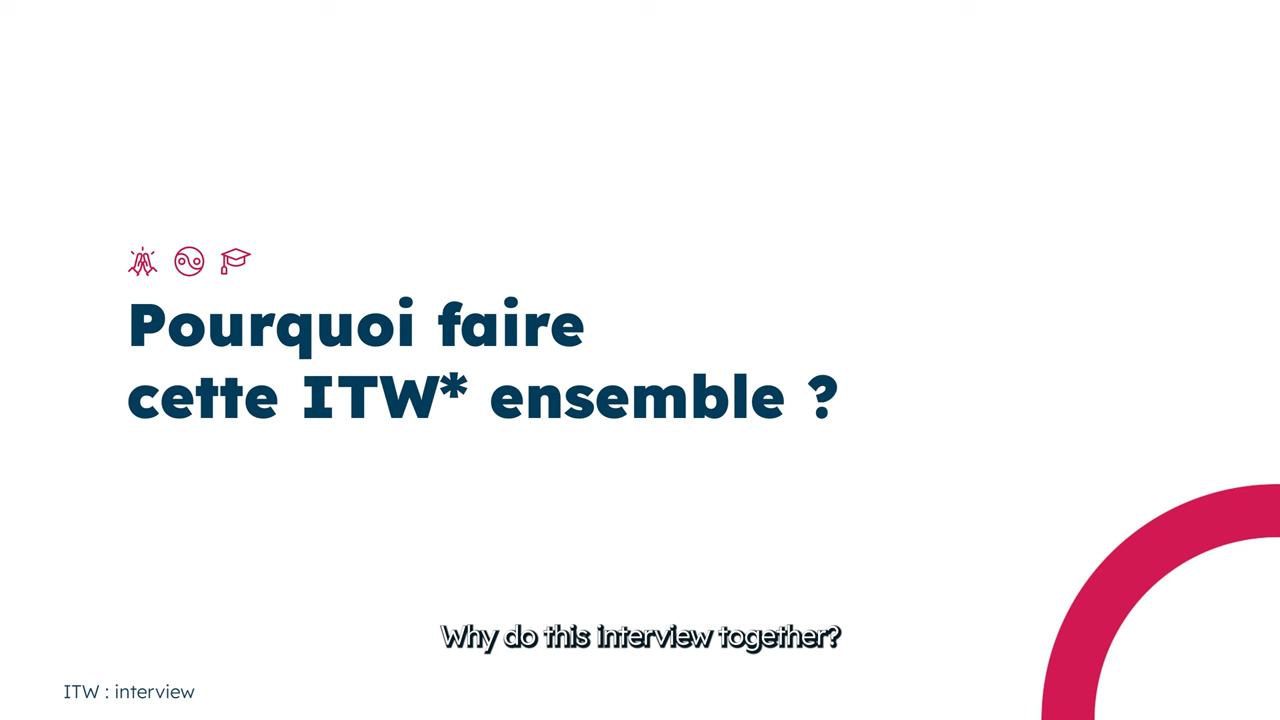 Pourquoi faire
cette ITW* ensemble ?
Why do this interview together?
ITW : interview